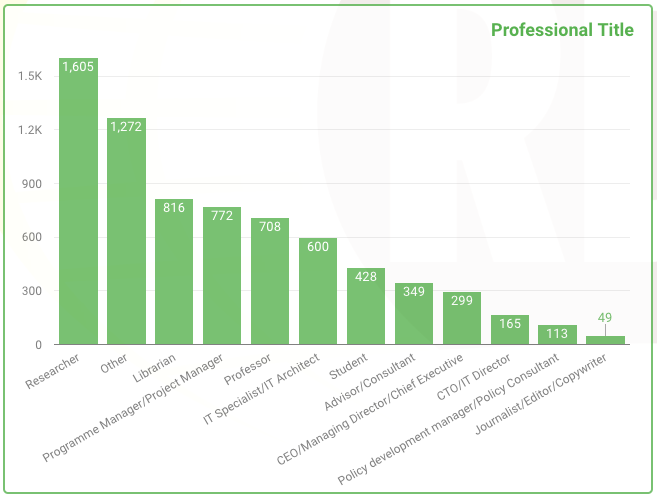 Professional Title
1.5K
1.2K
900
600
300
0
1,605
1,272
816
772
708
600
428
349
299
165
113
49
Researcher
Other
Librarian
Programme Manager/Project Manager
Professor
IT Specialist/IT Architect
Student
Advisor/Consultant
CEO/Managing Director/Chief Executive
CTO/IT Director
Policy development manager/Policy Consultant
Journalist/Editor/Copywriter